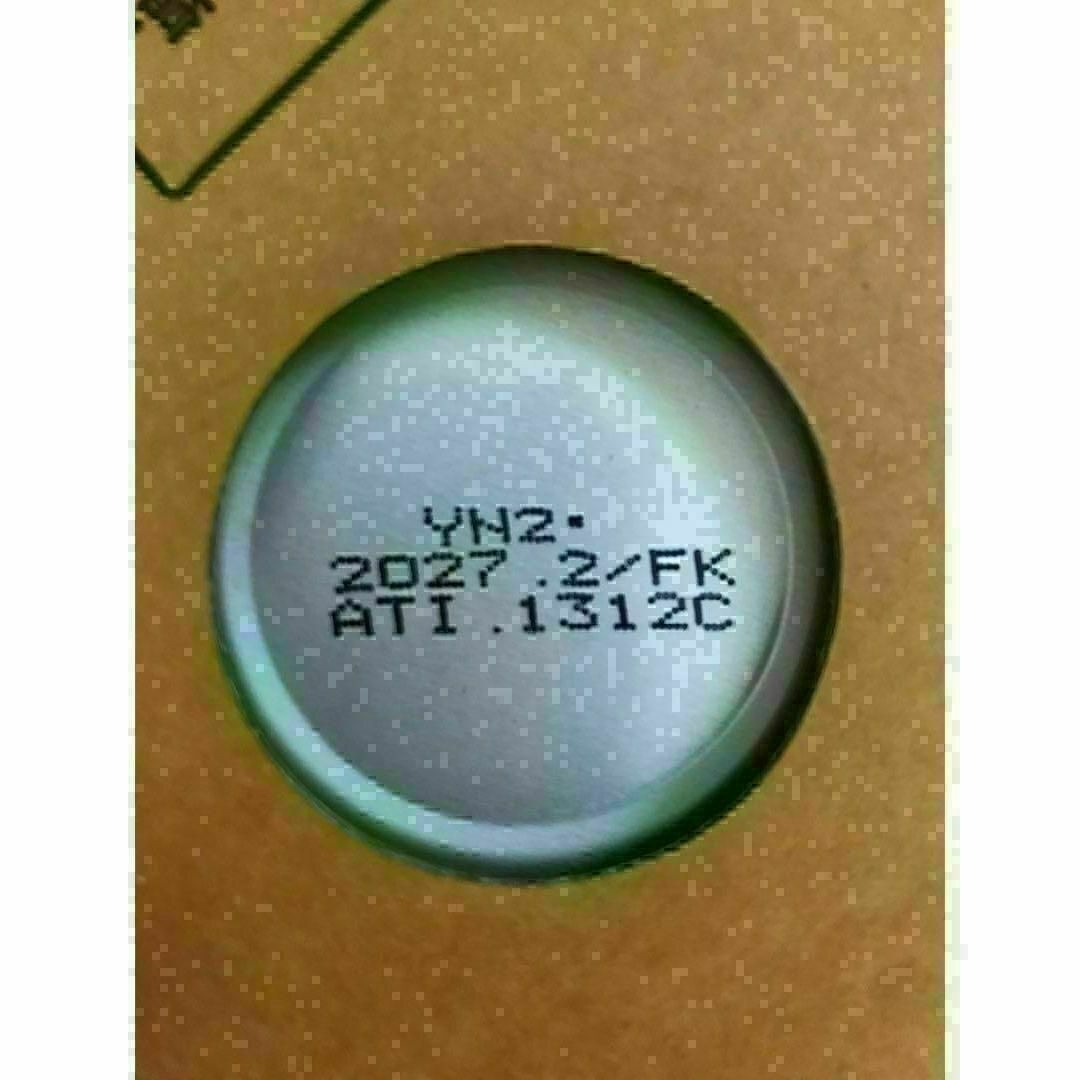 YN2▪
2027 .2/FK
ATI .1312C